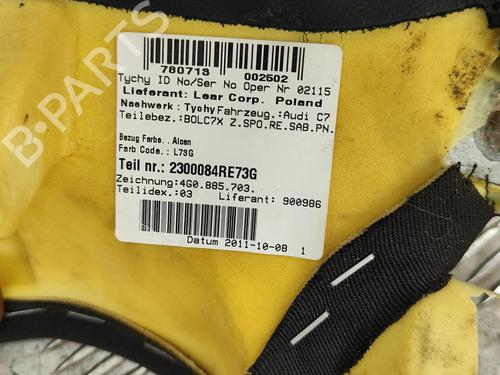 780713 002502
Tychy ID No/Ser No Oper Nr 02115
Lieferant: Lear Corp. Poland
Naehwerk : Tychy Fahrzeug.:Audi C7
Teilebez.:BOLC7X Z.SPO.RE.SAB.PN.
Bezug Farbe.. Alcan
Farb Code.: L73G
Teil nr.: 2300084RE73G
Zeichnung:4G0.885.703.
Teilidex.:03 Liferant: 900986
Datum 2011-10-08 1
B-PARTS